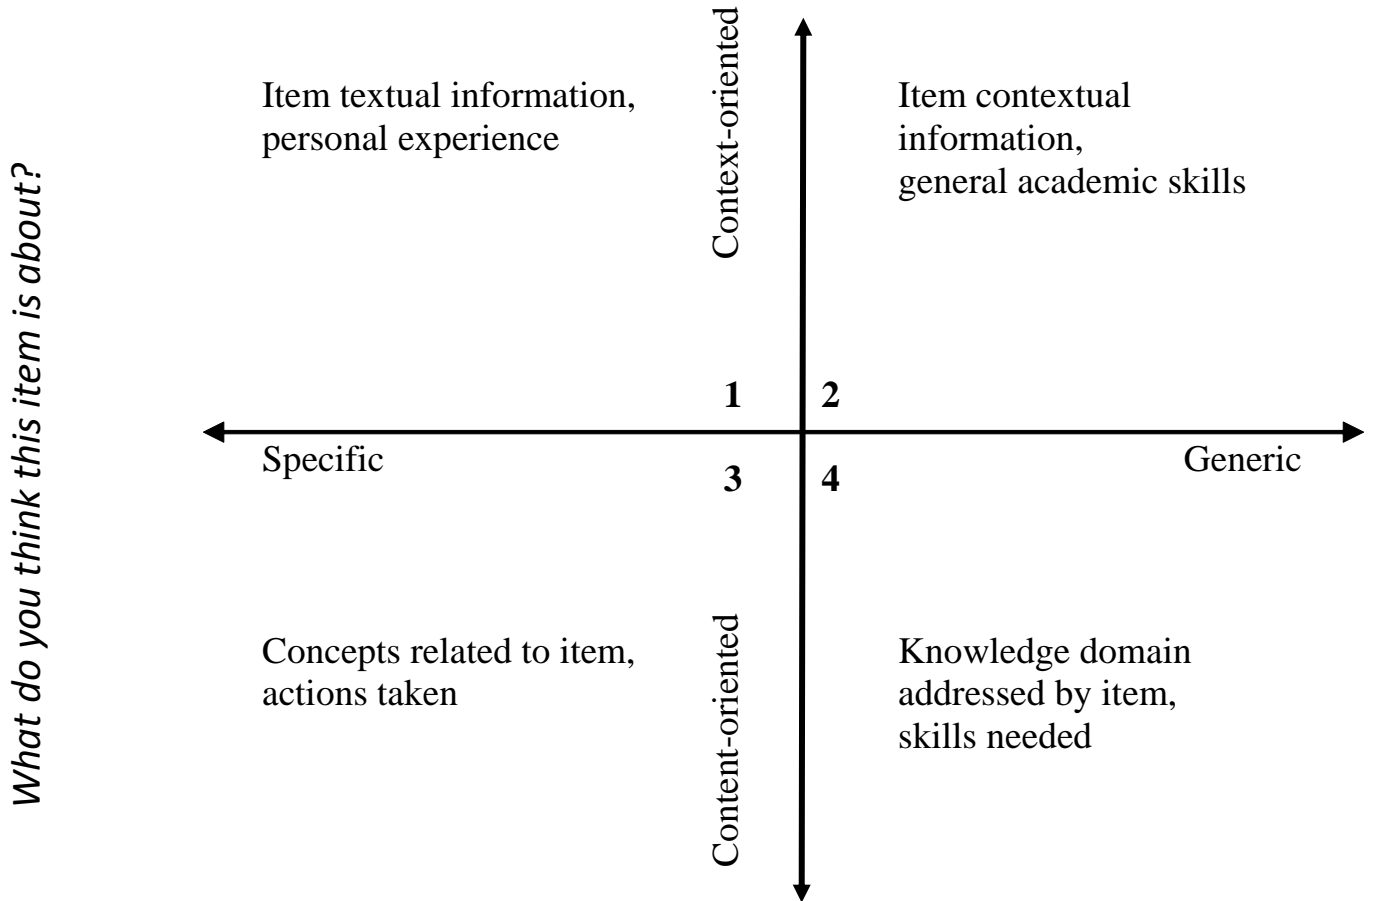 What do you think this item is about?
Item textual information,
personal experience
Context-oriented
Item contextual
information,
general academic skills
1
2
Specific
Generic
3
4
Concepts related to item,
actions taken
Content-oriented
Knowledge domain
addressed by item,
skills needed